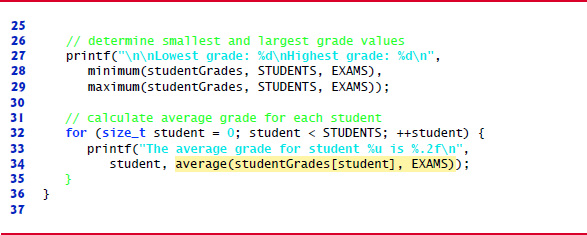 25
26 // determine smallest and largest grade values
27 printf("\n\nLowest grade: %d\nHighest grade: %d\n",
28 minimum(studentGrades, STUDENTS, EXAMS),
29 maximum(studentGrades, STUDENTS, EXAMS));
30
31 // calculate average grade for each student
32 for (size_t student = 0; student < STUDENTS; ++student) {
33 printf("The average grade for student %u is %.2f\n",
34 student, average(studentGrades[student], EXAMS));
35 }
36 }
37